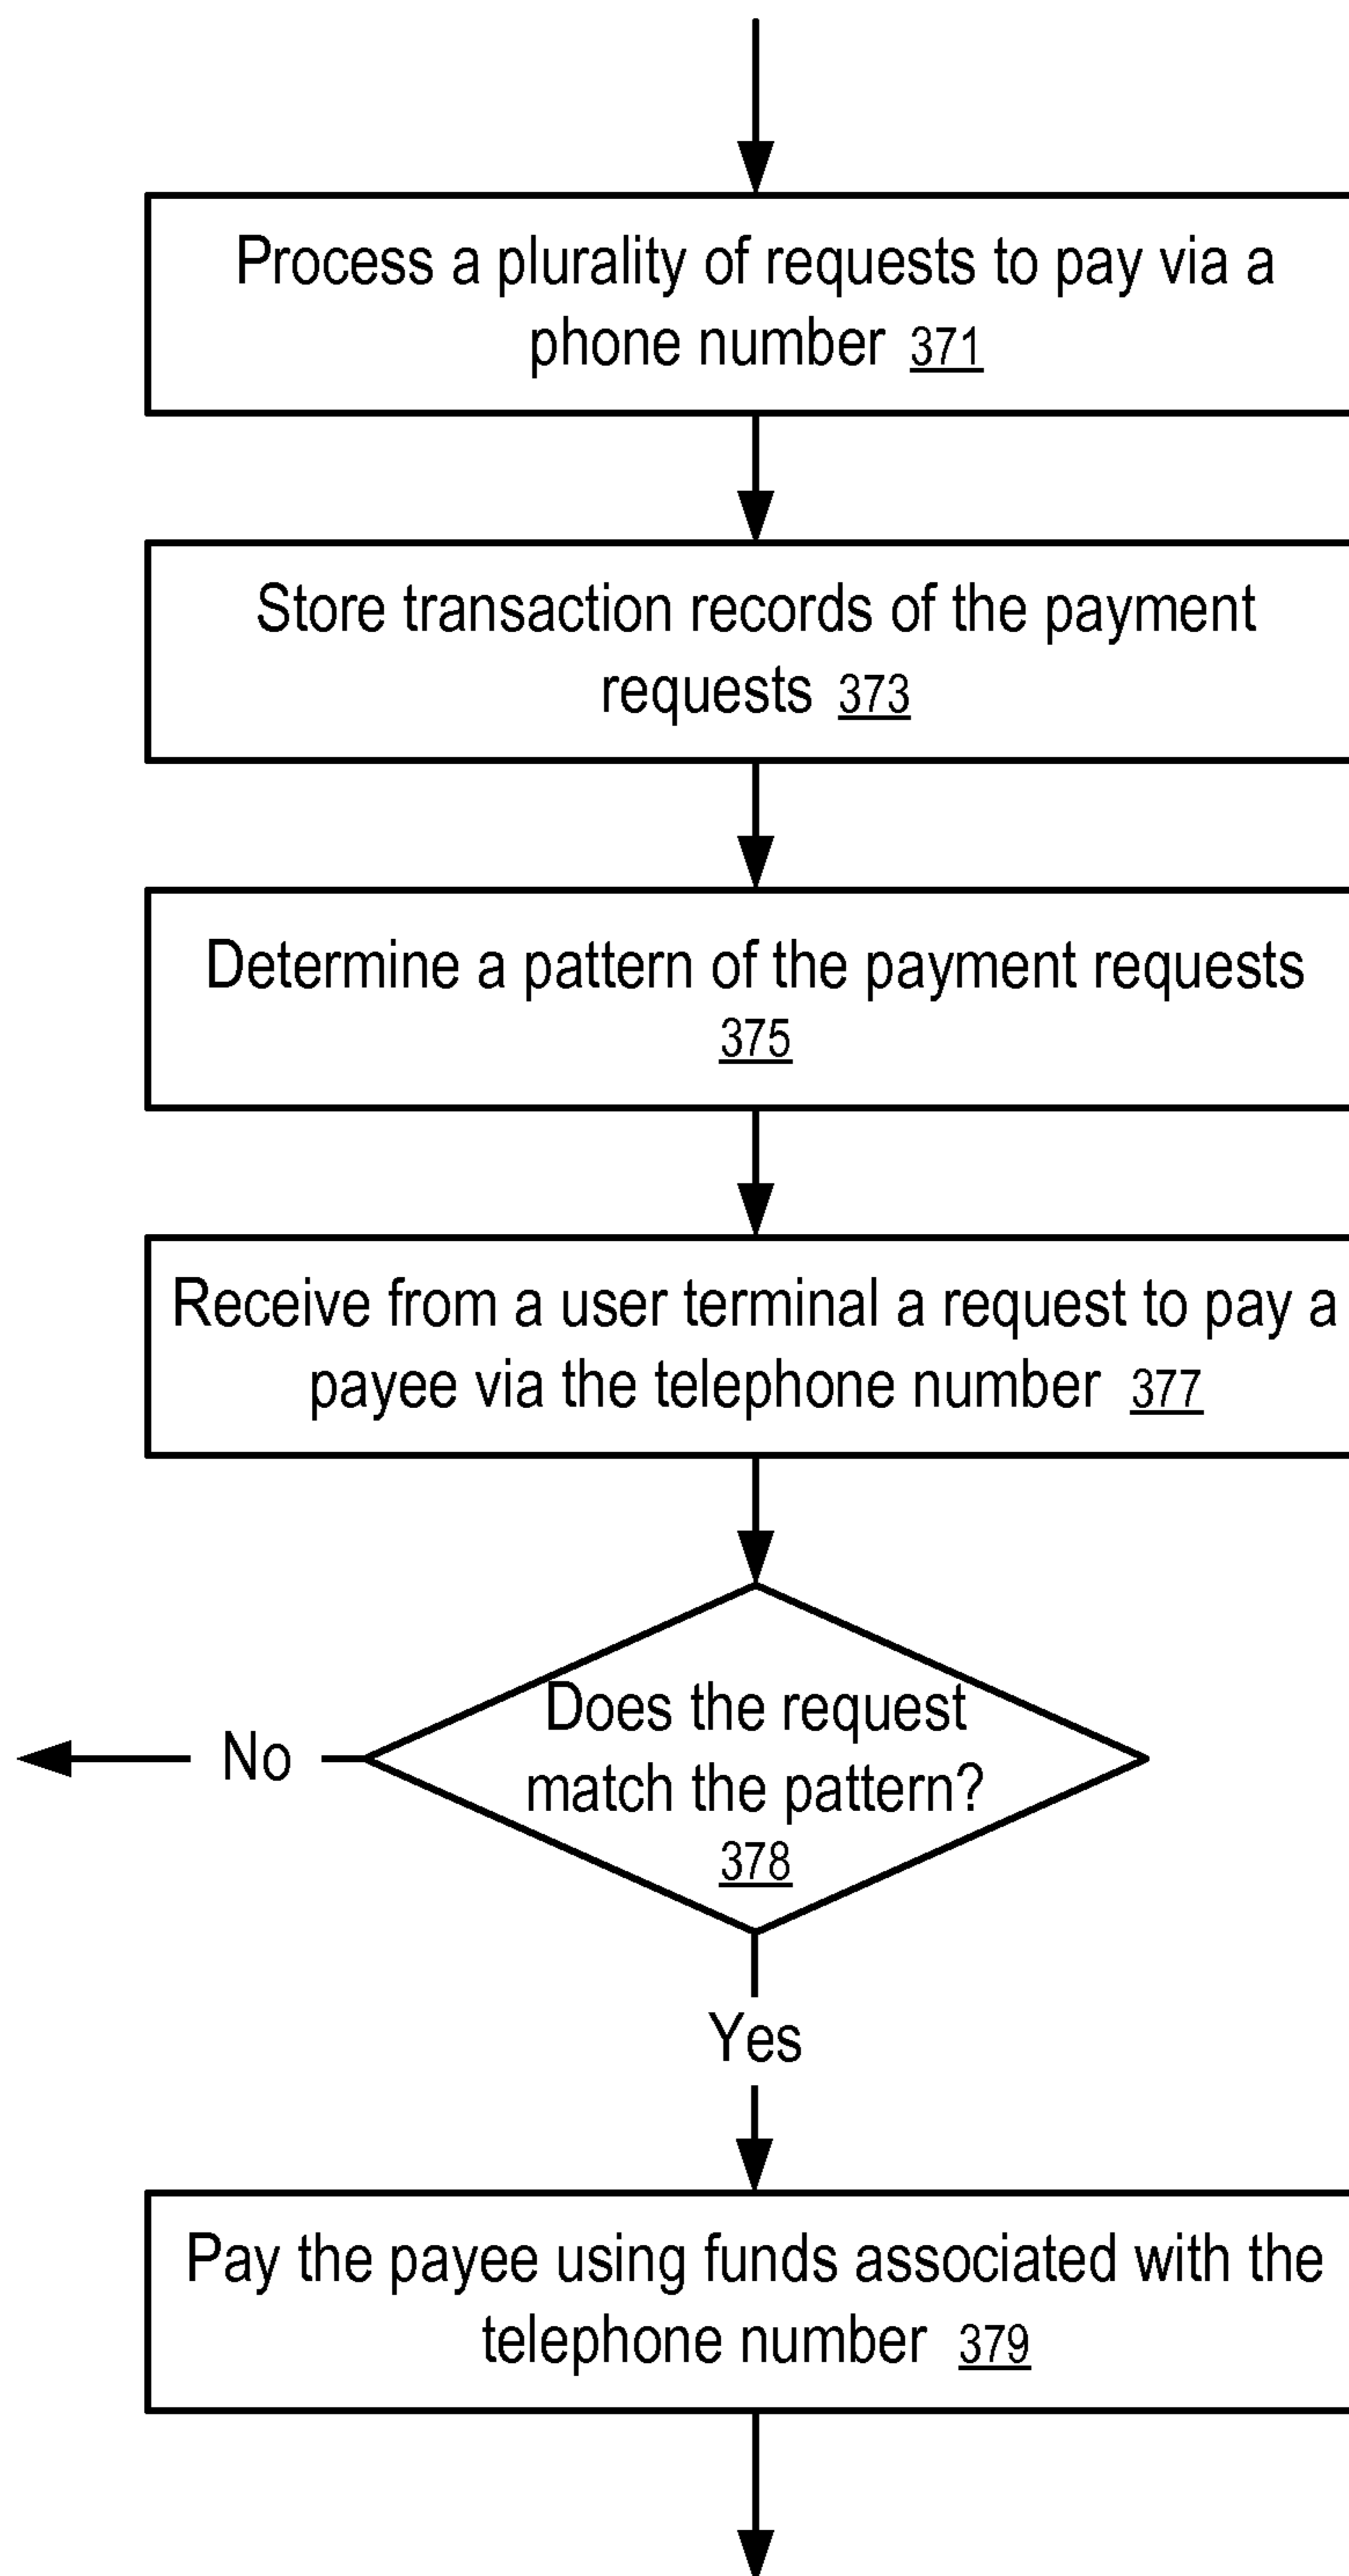 Process a plurality of requests to pay via a
phone number 371
Store transaction records of the payment
requests 373
Determine a pattern of the payment requests
375
Receive from a user terminal a request to pay a
payee via the telephone number 377
Does the request
match the pattern?
378
No
Yes
Pay the payee using funds associated with the
telephone number 379